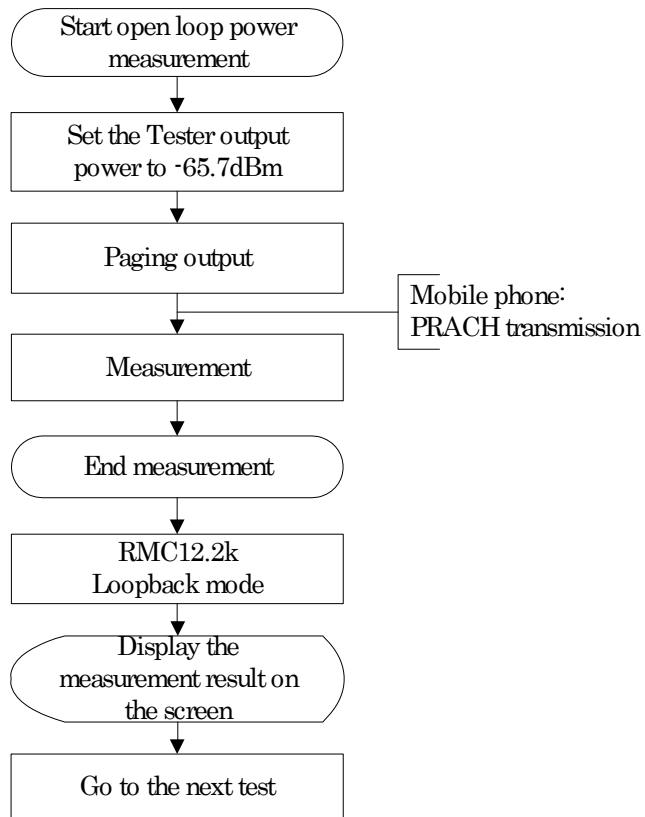 Start open loop power
measurement
Set the Tester output
power to -65.7dBm
Paging output
Mobile phone:
PRACH transmission
Measurement
End measurement
RMC12.2k
Loopback mode
Display the
measurement result on
the screen
Go to the next test